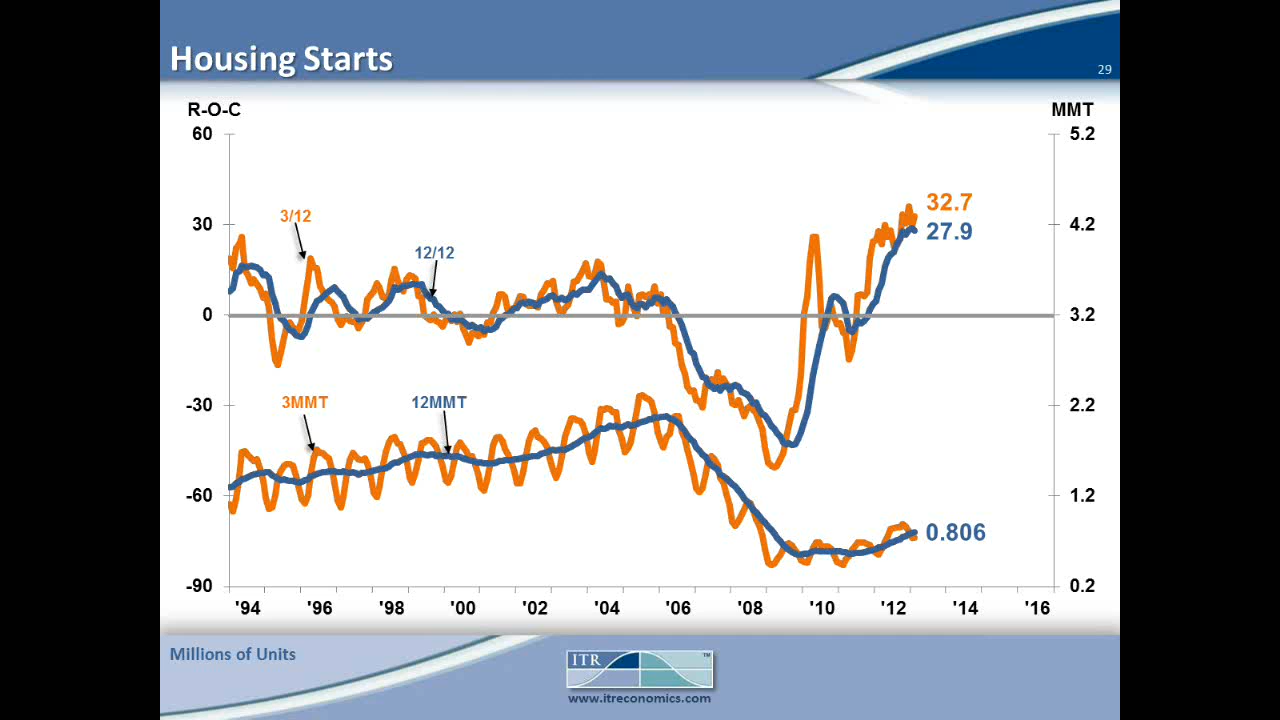 Housing Starts
29
R-O-C
MMT
60
5.2
32.7
3/12
30
4.2
27.9
12/12
0
3.2
3MMT
12MMT
-30
2.2
-60
1.2
0.806
-90
0.2
'94 '96 '98 '00 '02 '04 '06 '08 '10 '12 '14 '16
Millions of Units
ITR TM
www.itreconomics.com